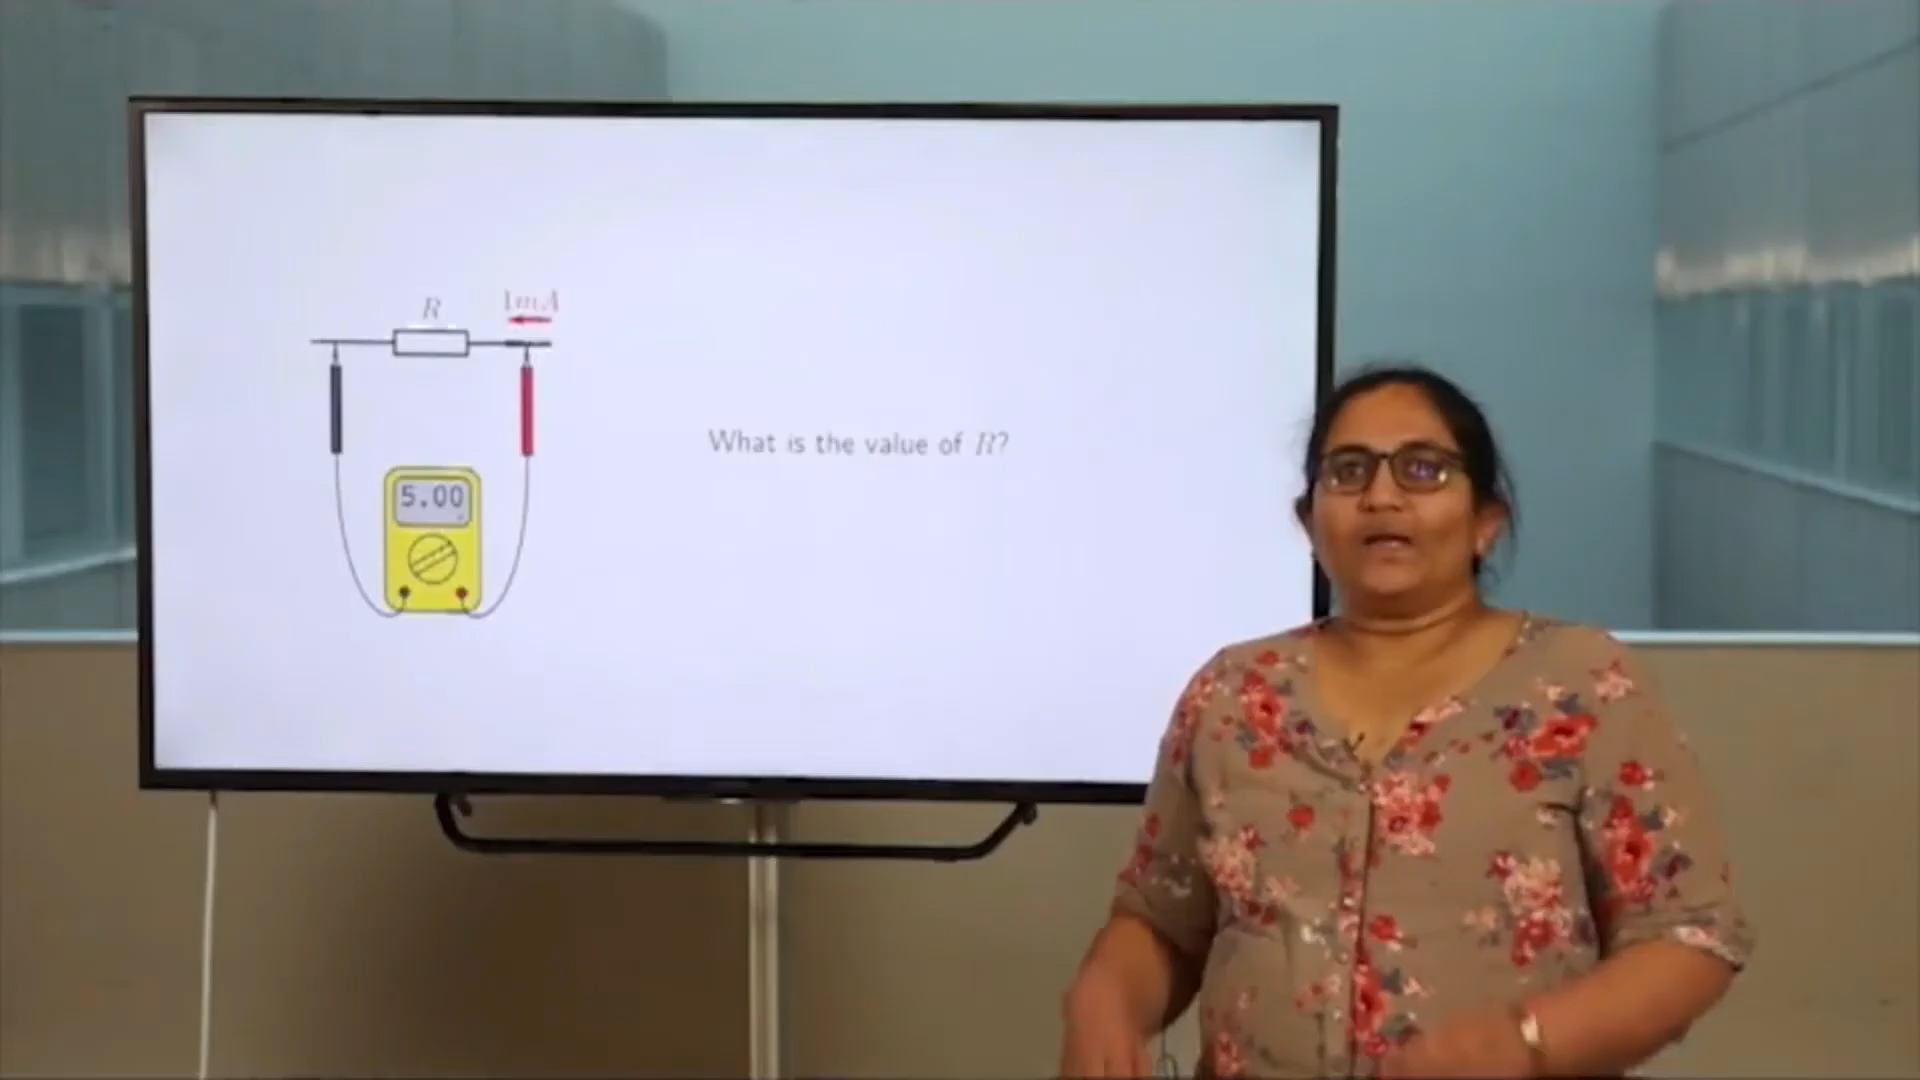 R
1mA
5.00
What is the value of R?